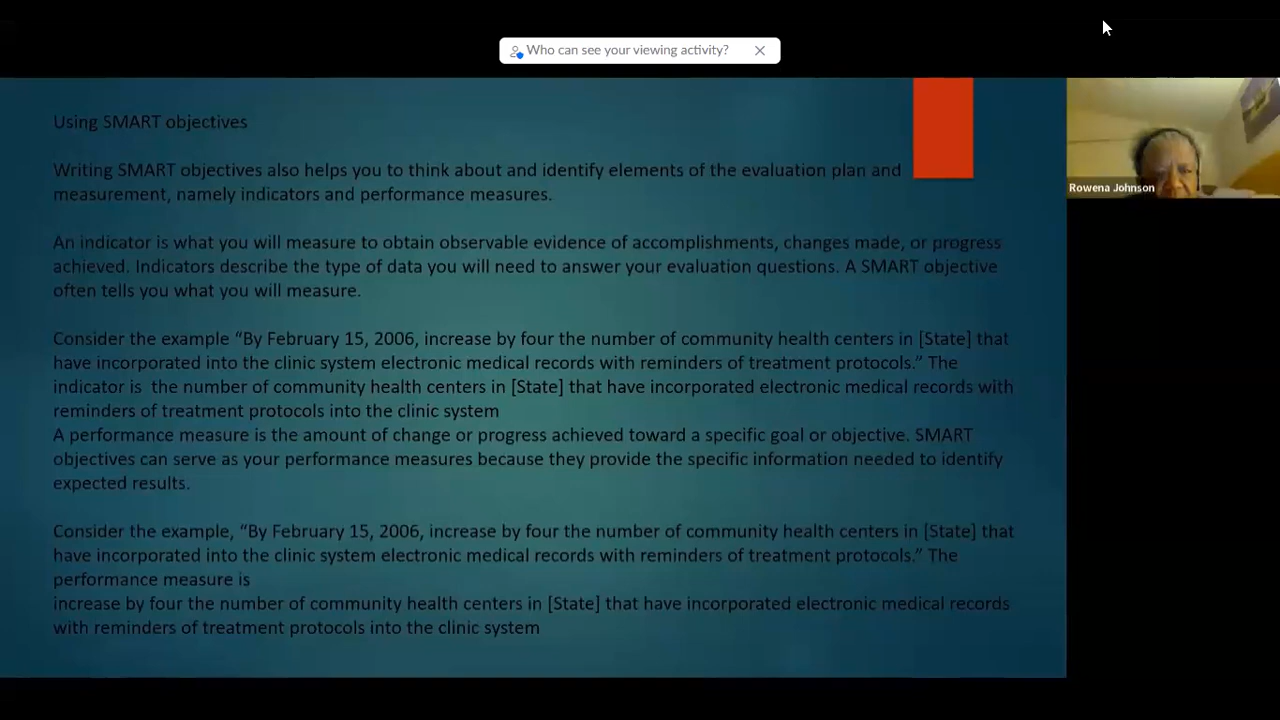 Who can see your viewing activity?
Using SMART objectives
Writing SMART objectives also helps you to think about and identify elements of the evaluation plan and
measurement, namely indicators and performance measures.
Rowena Johnson
An indicator is what you will measure to obtain observable evidence of accomplishments, changes made, or progress
achieved. Indicators describe the type of data you will need to answer your evaluation questions. A SMART objective
often tells you what you will measure.
Consider the example “By February 15, 2006, increase by four the number of community health centers in [State] that
have incorporated into the clinic system electronic medical records with reminders of treatment protocols.” The
indicator is the number of community health centers in [State] that have incorporated electronic medical records with
reminders of treatment protocols into the clinic system
A performance measure is the amount of change or progress achieved toward a specific goal or objective. SMART
objectives can serve as your performance measures because they provide the specific information needed to identify
expected results.
Consider the example, “By February 15, 2006, increase by four the number of community health centers in [State] that
have incorporated into the clinic system electronic medical records with reminders of treatment protocols.” The
performance measure is
increase by four the number of community health centers in [State] that have incorporated electronic medical records
with reminders of treatment protocols into the clinic system